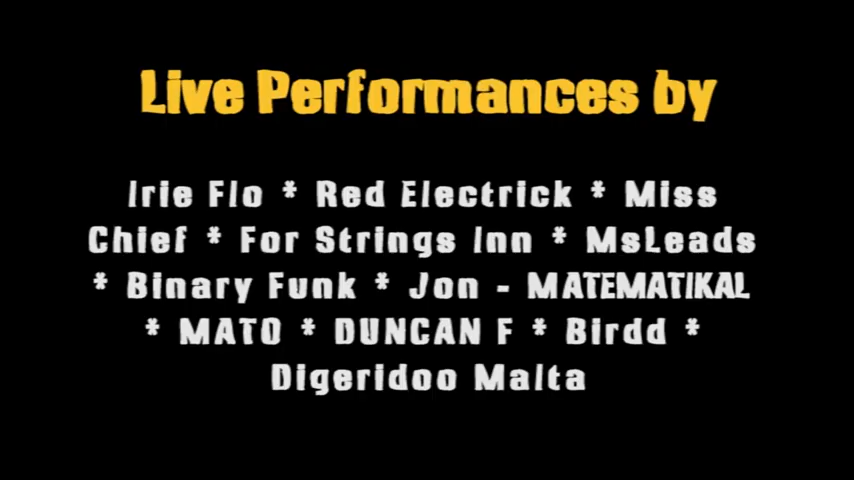 Live Performances by
Irie Flo * Red Electrick * Miss
Chief * For Strings Inn * MsLeads
* Binary Funk * Jon - MATEMATIKAL
* MATO * DUNCAN F * Birdd *
Digeridoo Malta